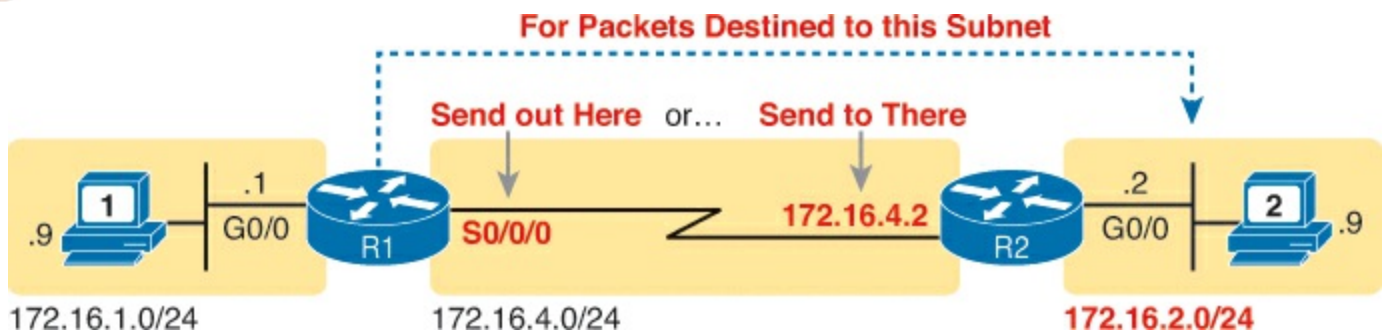 For Packets Destined to this Subnet
Send out Here or... Send to There
1
.9
.1
G0/0
R1
S0/0/0
172.16.4.2
R2
.2
G0/0
2
.9
172.16.1.0/24
172.16.4.0/24
172.16.2.0/24